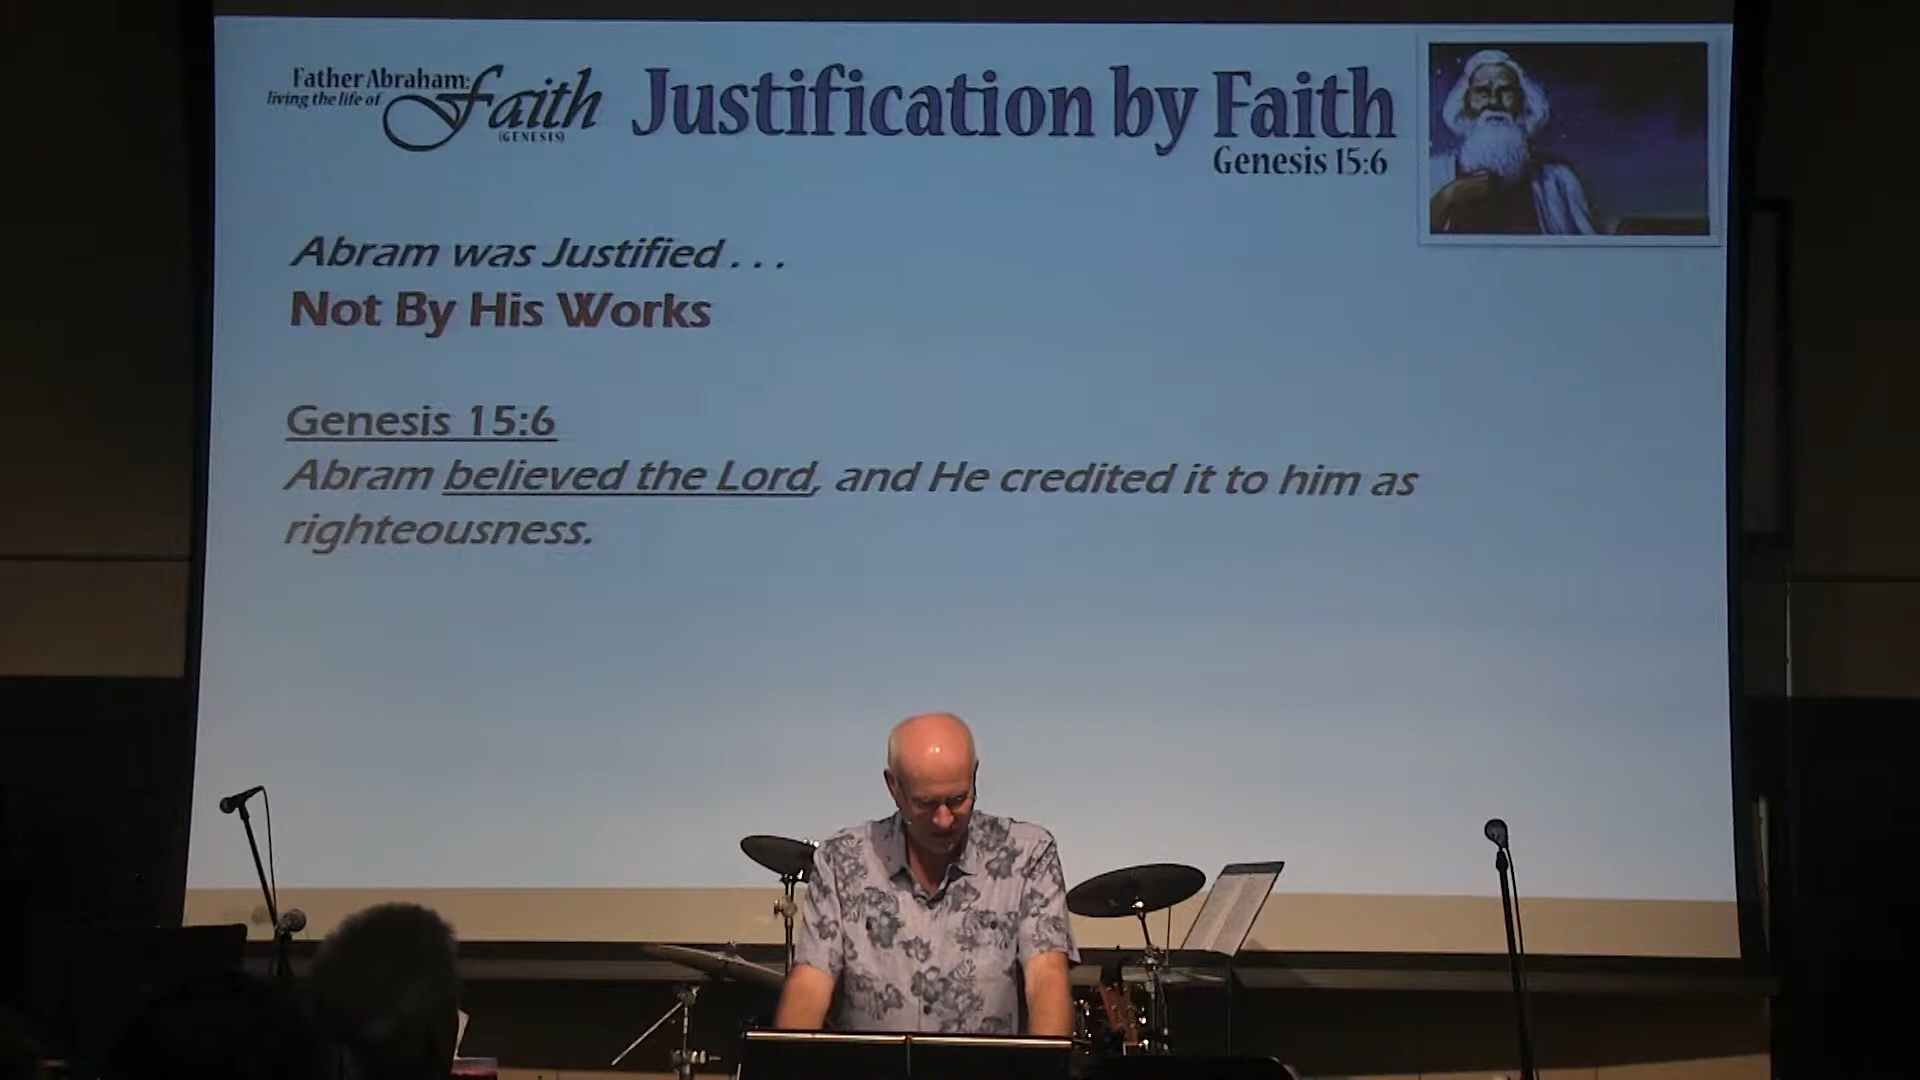 Father Abraham:
living the life of
Faith
(GENESIS)
Justification by Faith
Genesis 15:6
Abram was Justified . . .
Not By His Works
Genesis 15:6
Abram believed the Lord, and He credited it to him as
righteousness.